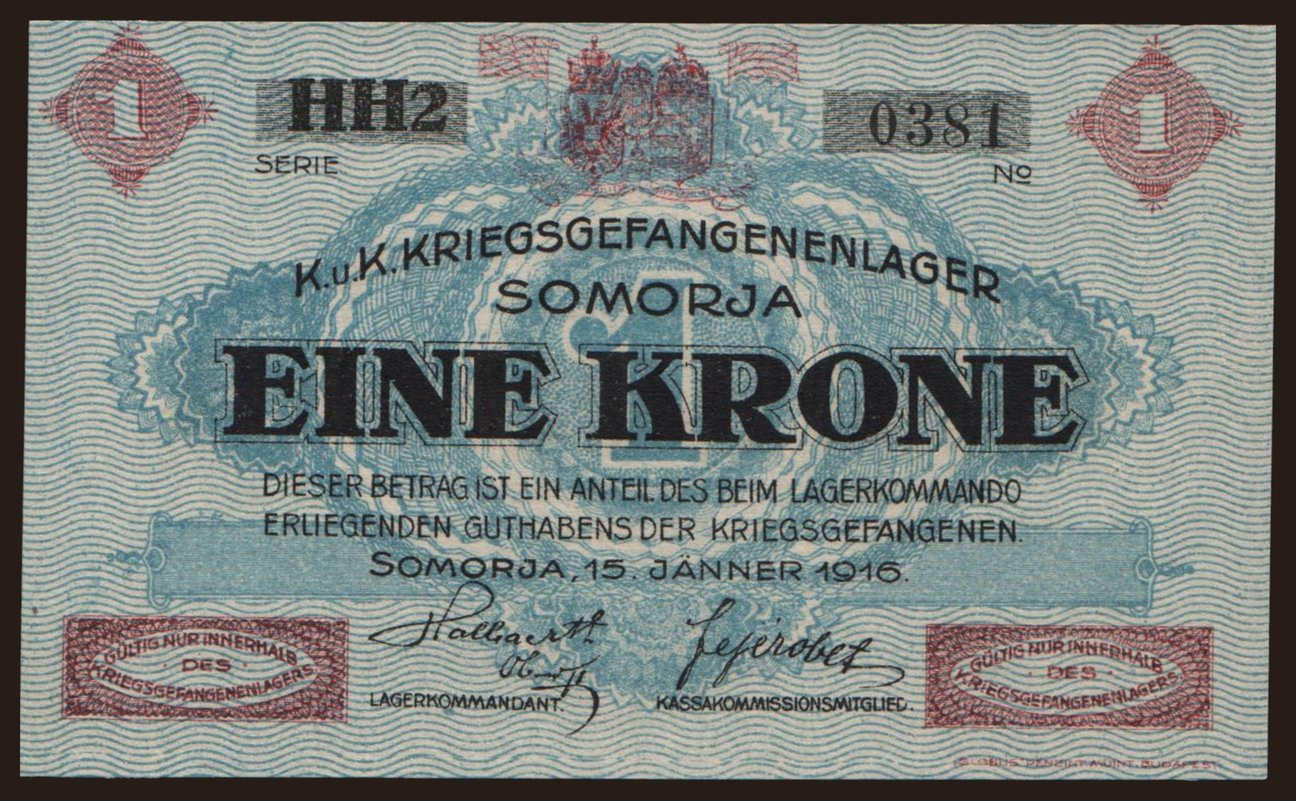 1
HH2
0381
1
SERIE
No
K.u.K. KRIEGSGEFANGENENLAGER
SOMORJA
1
EINE KRONE
DIESER BETRAG IST EIN ANTEIL DES BEIM LAGERKOMMANDO
ERLIEGENDEN GUTHABENS DER KRIEGSGEFANGENEN.
SOMORJA, 15. JÄNNER 1916.
GÜLTIG NUR INNERHALB
DES
KRIEGSGEFANGENENLAGERS
LAGERKOMMANDANT.
KASSAKOMMISSIONSMITGLIED.
GÜLTIG NUR INNERHALB
DES
KRIEGSGEFANGENENLAGERS
BUDAPEST.